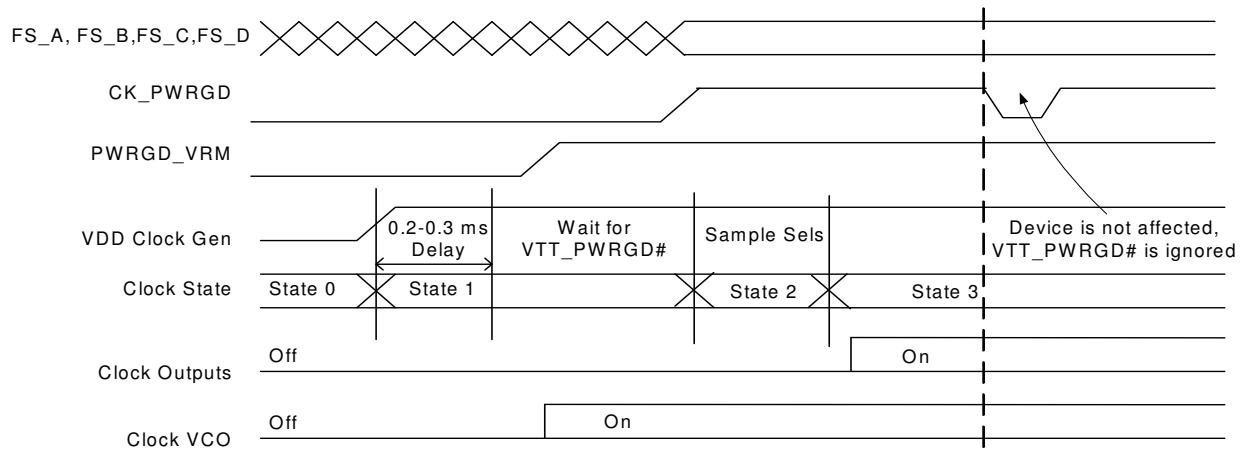 FS_A, FS_B,FS_C,FS_D
CK_PWRGD
PWRGD_VRM
VDD Clock Gen
0.2-0.3 ms
Delay
Wait for
VTT_PWRGD#
Sample Sels
Device is not affected,
VTT_PWRGD# is ignored
Clock State
State 0
State 1
State 2
State 3
Clock Outputs
Off
On
Clock VCO
Off
On